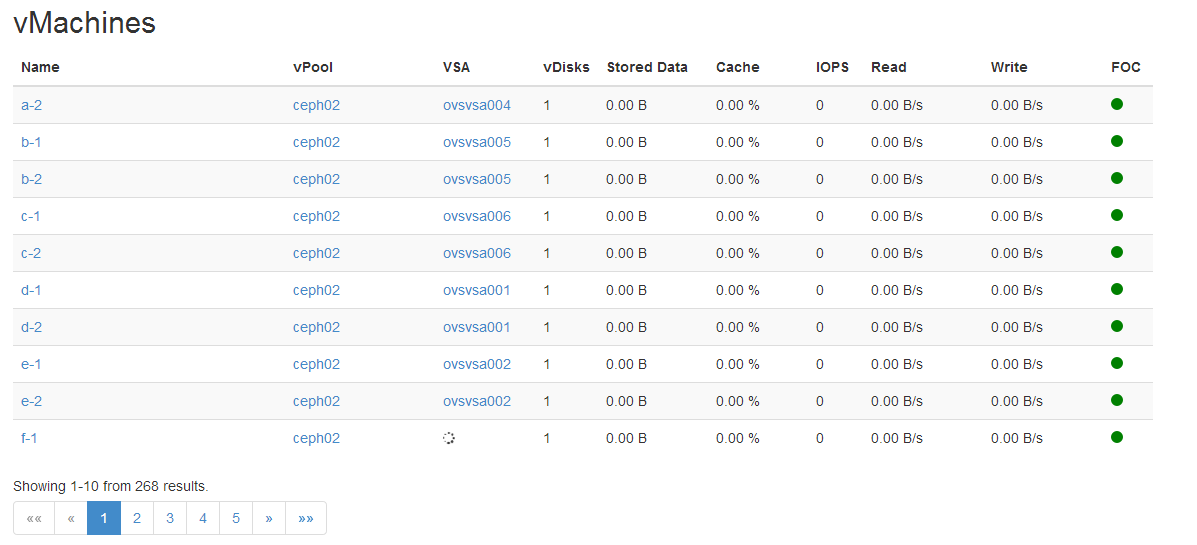 vMachines
Name vPool VSA vDisks Stored Data Cache IOPS Read Write FOC
a-2 ceph02 ovsvsa004 1 0.00 B 0.00 % 0 0.00 B/s 0.00 B/s
b-1 ceph02 ovsvsa005 1 0.00 B 0.00 % 0 0.00 B/s 0.00 B/s
b-2 ceph02 ovsvsa005 1 0.00 B 0.00 % 0 0.00 B/s 0.00 B/s
c-1 ceph02 ovsvsa006 1 0.00 B 0.00 % 0 0.00 B/s 0.00 B/s
c-2 ceph02 ovsvsa006 1 0.00 B 0.00 % 0 0.00 B/s 0.00 B/s
d-1 ceph02 ovsvsa001 1 0.00 B 0.00 % 0 0.00 B/s 0.00 B/s
d-2 ceph02 ovsvsa001 1 0.00 B 0.00 % 0 0.00 B/s 0.00 B/s
e-1 ceph02 ovsvsa002 1 0.00 B 0.00 % 0 0.00 B/s 0.00 B/s
e-2 ceph02 ovsvsa002 1 0.00 B 0.00 % 0 0.00 B/s 0.00 B/s
f-1 ceph02 1 0.00 B 0.00 % 0 0.00 B/s 0.00 B/s
Showing 1-10 from 268 results.
«« « 1 2 3 4 5 » »»